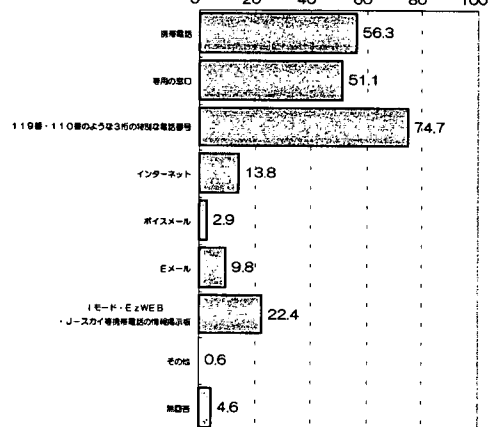 0 20 40 60 80 100
携帯電話 56.3
専用の窓口 51.1
119番・110番のような3桁の特別な電話番号 74.7
インターネット 13.8
ボイスメール 2.9
Eメール 9.8
iモード・EzWEB
・J-スカイ等携帯電話の情報掲示板 22.4
その他 0.6
無回答 4.6